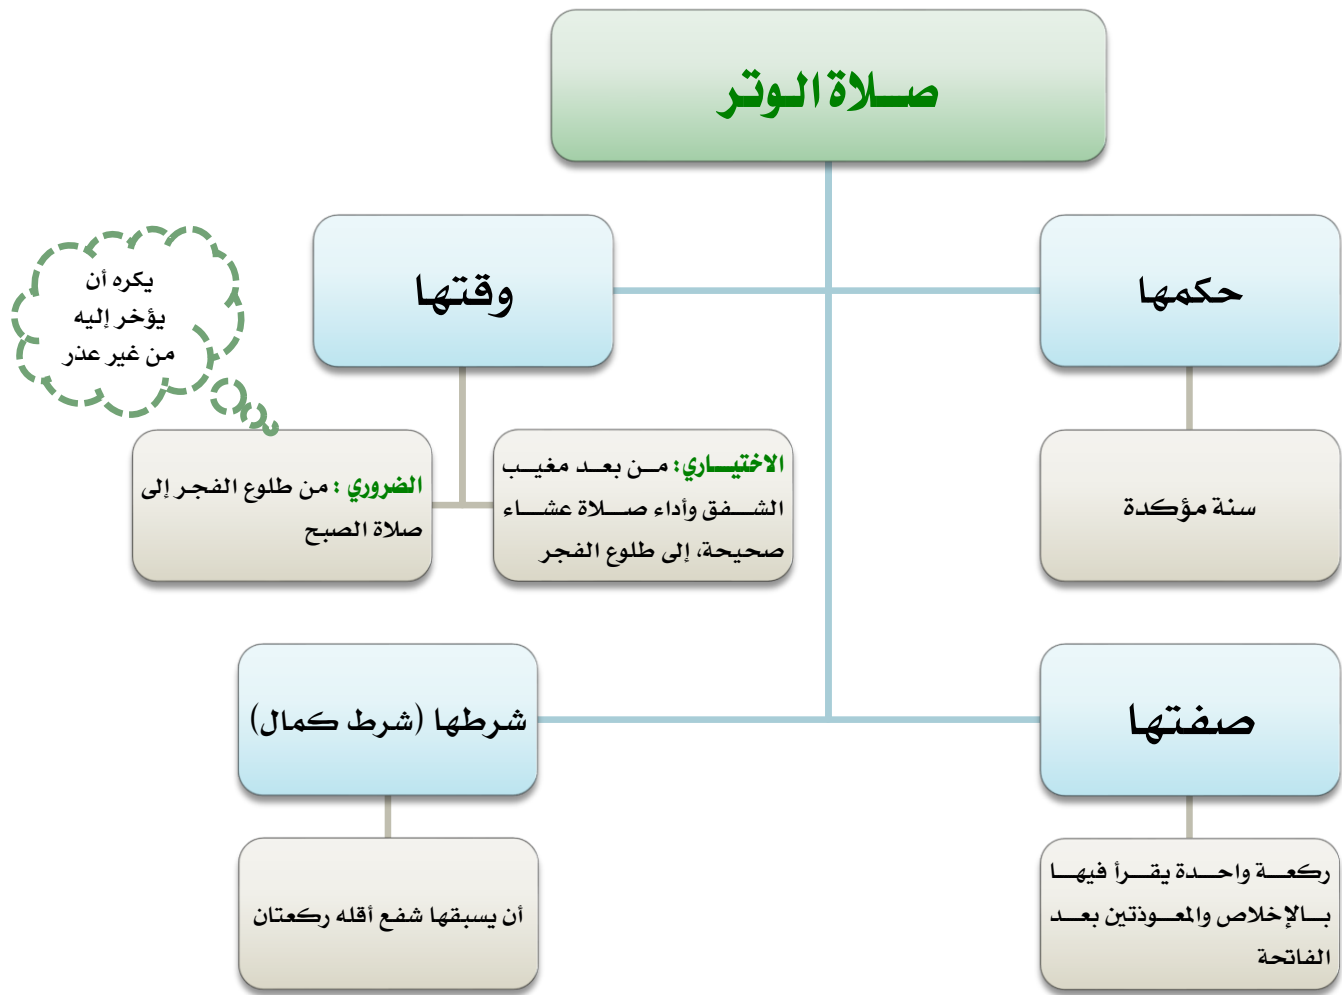 صلاة الوتر
حكمها
وقتها
يكره أن
يؤخر إليه
من غير عذر
سنة مؤكدة
الاختياري: من بعد مغيب
الشفق وأداء صلاة عشاء
صحيحة، إلى طلوع الفجر
الضروري : من طلوع الفجر إلى
صلاة الصبح
صفتها
شرطها (شرط كمال)
ركعة واحدة يقرأ فيها
بالإخلاص والمعوذتين بعد
الفاتحة
أن يسبقها شفع أقله ركعتان